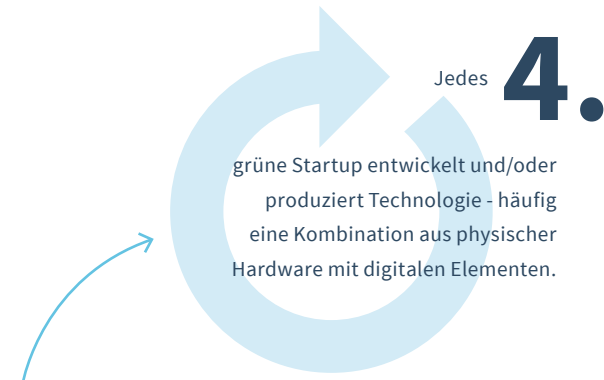 Jedes 4.
grüne Startup entwickelt und/oder
produziert Technologie - häufig
eine Kombination aus physischer
Hardware mit digitalen Elementen.